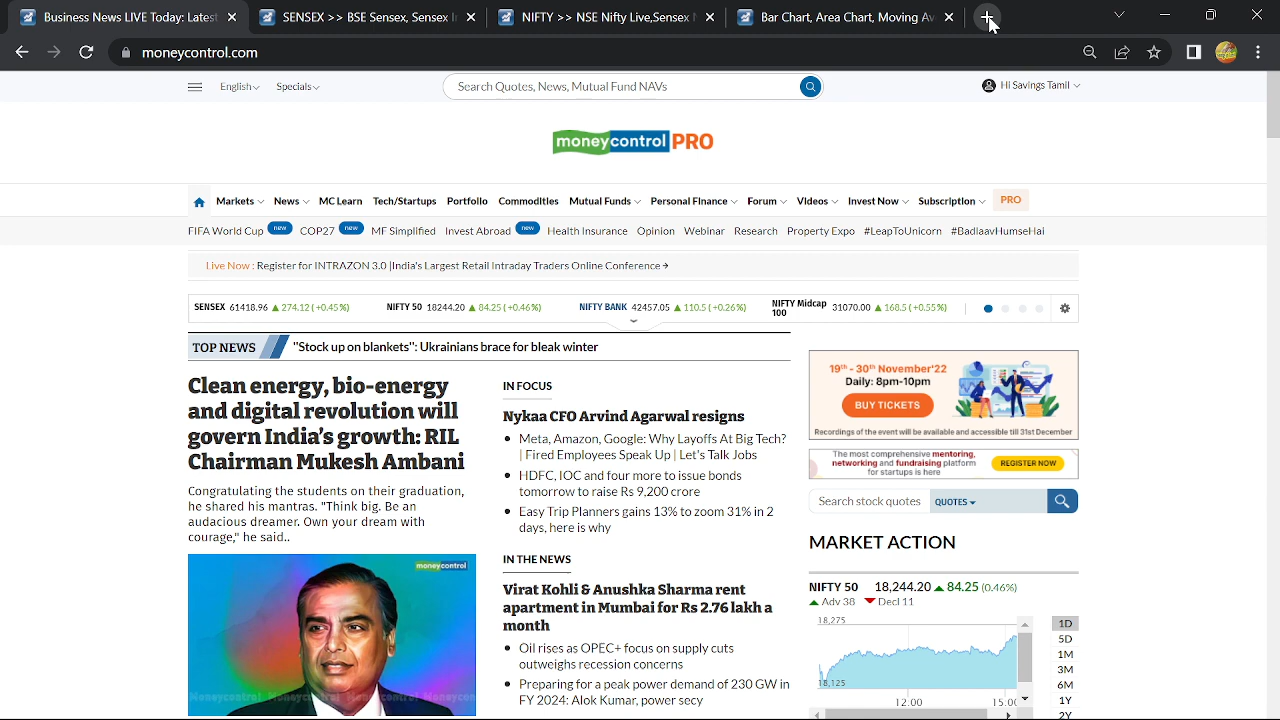 Business News, Stock and Share
MONEY >> BSE Sensex
MONEY >> BSE Sensex
Bar Charts, Moving Av
moneycontrol.com
English
Specials
Search Quotes, News, Mutual Fund NAVs
Hi Savings Tamil
moneycontrol PRO
Markets News MC Learn Tech/Startups Portfolio Commodities Mutual Funds Personal Finance Forum Videos Invest Now Subscription PRO
FIFA World Cup new COP27 new MF Simplified Invest Abroad new Health Insurance Opinion Webinar Research Property Expo #LeapToUnicorn #BadlaavHumseHai
Live Now : Register for INTRAZON 3.0 |India's Largest Retail Intraday Traders Online Conference →
SENSEX 61418.96 ▲ 274.12 (+0.45%) NIFTY 50 18244.20 ▲ 84.25 (+0.46%) NIFTY BANK 42457.05 ▲ 110.5 (+0.26%) NIFTY Midcap 100 31070.00 ▲ 168.5 (+0.55%)
TOP NEWS "Stock up on blankets": Ukrainians brace for bleak winter
Clean energy, bio-energy
and digital revolution will
govern India's growth: RIL
Chairman Mukesh Ambani
Congratulating the students on their graduation,
he shared his mantras. "Think big. Be an
audacious dreamer. Own your dream with
courage," he said..
moneycontrol
Moneycontrol Moneycontrol Moneycontrol Moneycon
IN FOCUS
Nykaa CFO Arvind Agarwal resigns
• Meta, Amazon, Google: Why Layoffs At Big Tech?
| Fired Employees Speak Up | Let's Talk Jobs
• HDFC, IOC and four more to issue bonds
tomorrow to raise Rs 9,200 crore
• Easy Trip Planners gains 13% to zoom 31% in 2
days, here is why
IN THE NEWS
Virat Kohli & Anushka Sharma rent
apartment in Mumbai for Rs 2.76 lakh a
month
• Oil rises as OPEC+ focus on supply cuts
outweighs recession concerns
• Preparing for a peak power demand of 230 GW in
FY 2024: Alok Kumar, power secy
19th - 30th November'22
Daily: 8pm-10pm
BUY TICKETS
Recordings of the event will be available and accessible till 31st December
The most comprehensive mentoring,
networking and fundraising platform
for startups is here
REGISTER NOW
Search stock quotes
QUOTES
MARKET ACTION
NIFTY 50 18,244.20 ▲ 84.25 (0.46%)
▲ Adv 38 ▼ Decl 11
18,275
18,125
12:00
15:00
1D
5D
1M
3M
6M
1Y
2Y